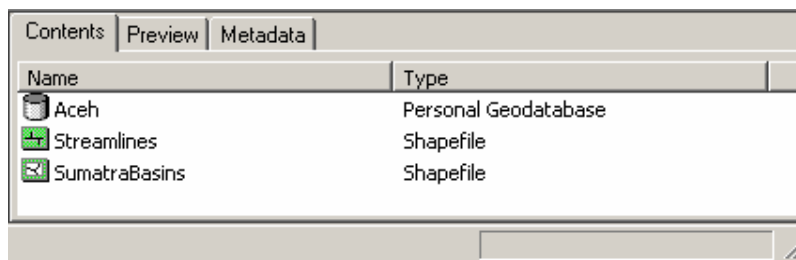 Contents Preview Metadata
Name Type
Aceh Personal Geodatabase
Streamlines Shapefile
SumatraBasins Shapefile